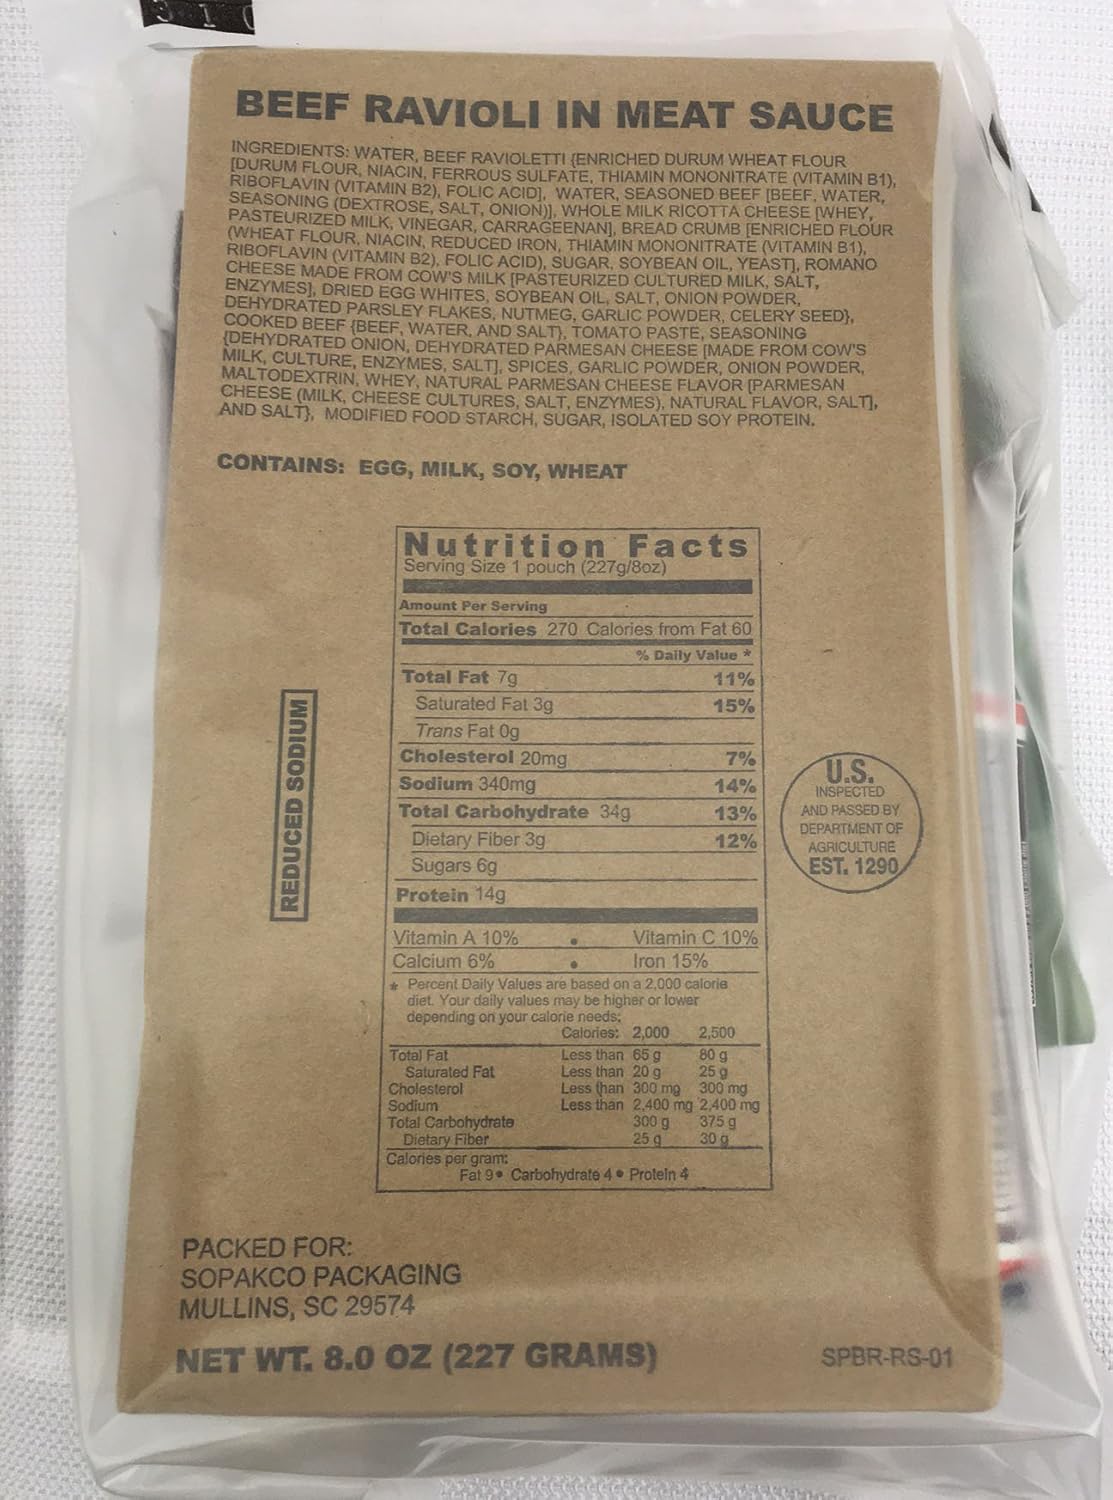 BEEF RAVIOLI IN MEAT SAUCE
INGREDIENTS: WATER, BEEF RAVIOLETTI {ENRICHED DURUM WHEAT FLOUR
[DURUM FLOUR, NIACIN, FERROUS SULFATE, THIAMIN MONONITRATE (VITAMIN B1),
RIBOFLAVIN (VITAMIN B2), FOLIC ACID], WATER, SEASONED BEEF [BEEF, WATER,
SEASONING (DEXTROSE, SALT, ONION)], WHOLE MILK RICOTTA CHEESE [WHEY,
PASTEURIZED MILK, VINEGAR, CARRAGEENAN], BREAD CRUMB [ENRICHED FLOUR
(WHEAT FLOUR, NIACIN, REDUCED IRON, THIAMIN MONONITRATE (VITAMIN B1),
RIBOFLAVIN (VITAMIN B2), FOLIC ACID), SUGAR, SOYBEAN OIL, YEAST], ROMANO
CHEESE MADE FROM COW'S MILK [PASTEURIZED CULTURED MILK, SALT,
ENZYMES], DRIED EGG WHITES, SOYBEAN OIL, SALT, ONION POWDER,
DEHYDRATED PARSLEY FLAKES, NUTMEG, GARLIC POWDER, CELERY SEED},
COOKED BEEF {BEEF, WATER, AND SALT}, TOMATO PASTE, SEASONING
{DEHYDRATED ONION, DEHYDRATED PARMESAN CHEESE [MADE FROM COW'S
MILK, CULTURE, ENZYMES, SALT], SPICES, GARLIC POWDER, ONION POWDER,
MALTODEXTRIN, WHEY, NATURAL PARMESAN CHEESE FLAVOR [PARMESAN
CHEESE (MILK, CHEESE CULTURES, SALT, ENZYMES), NATURAL FLAVOR, SALT],
AND SALT}, MODIFIED FOOD STARCH, SUGAR, ISOLATED SOY PROTEIN.
CONTAINS: EGG, MILK, SOY, WHEAT
Nutrition Facts
Serving Size 1 pouch (227g/8oz)
Amount Per Serving
Total Calories 270 Calories from Fat 60
% Daily Value *
Total Fat 7g 11%
Saturated Fat 3g 15%
Trans Fat 0g
Cholesterol 20mg 7%
Sodium 340mg 14%
Total Carbohydrate 34g 13%
Dietary Fiber 3g 12%
Sugars 6g
Protein 14g
Vitamin A 10% • Vitamin C 10%
Calcium 6% • Iron 15%
* Percent Daily Values are based on a 2,000 calorie
diet. Your daily values may be higher or lower
depending on your calorie needs:
Calories: 2,000 2,500
Total Fat Less than 65 g 80 g
Saturated Fat Less than 20 g 25 g
Cholesterol Less than 300 mg 300 mg
Sodium Less than 2,400 mg 2,400 mg
Total Carbohydrate 300 g 375 g
Dietary Fiber 25 g 30 g
Calories per gram:
Fat 9 • Carbohydrate 4 • Protein 4
REDUCED SODIUM
U.S.
INSPECTED
AND PASSED BY
DEPARTMENT OF
AGRICULTURE
EST. 1290
PACKED FOR:
SOPAKCO PACKAGING
MULLINS, SC 29574
NET WT. 8.0 OZ (227 GRAMS)
SPBR-RS-01